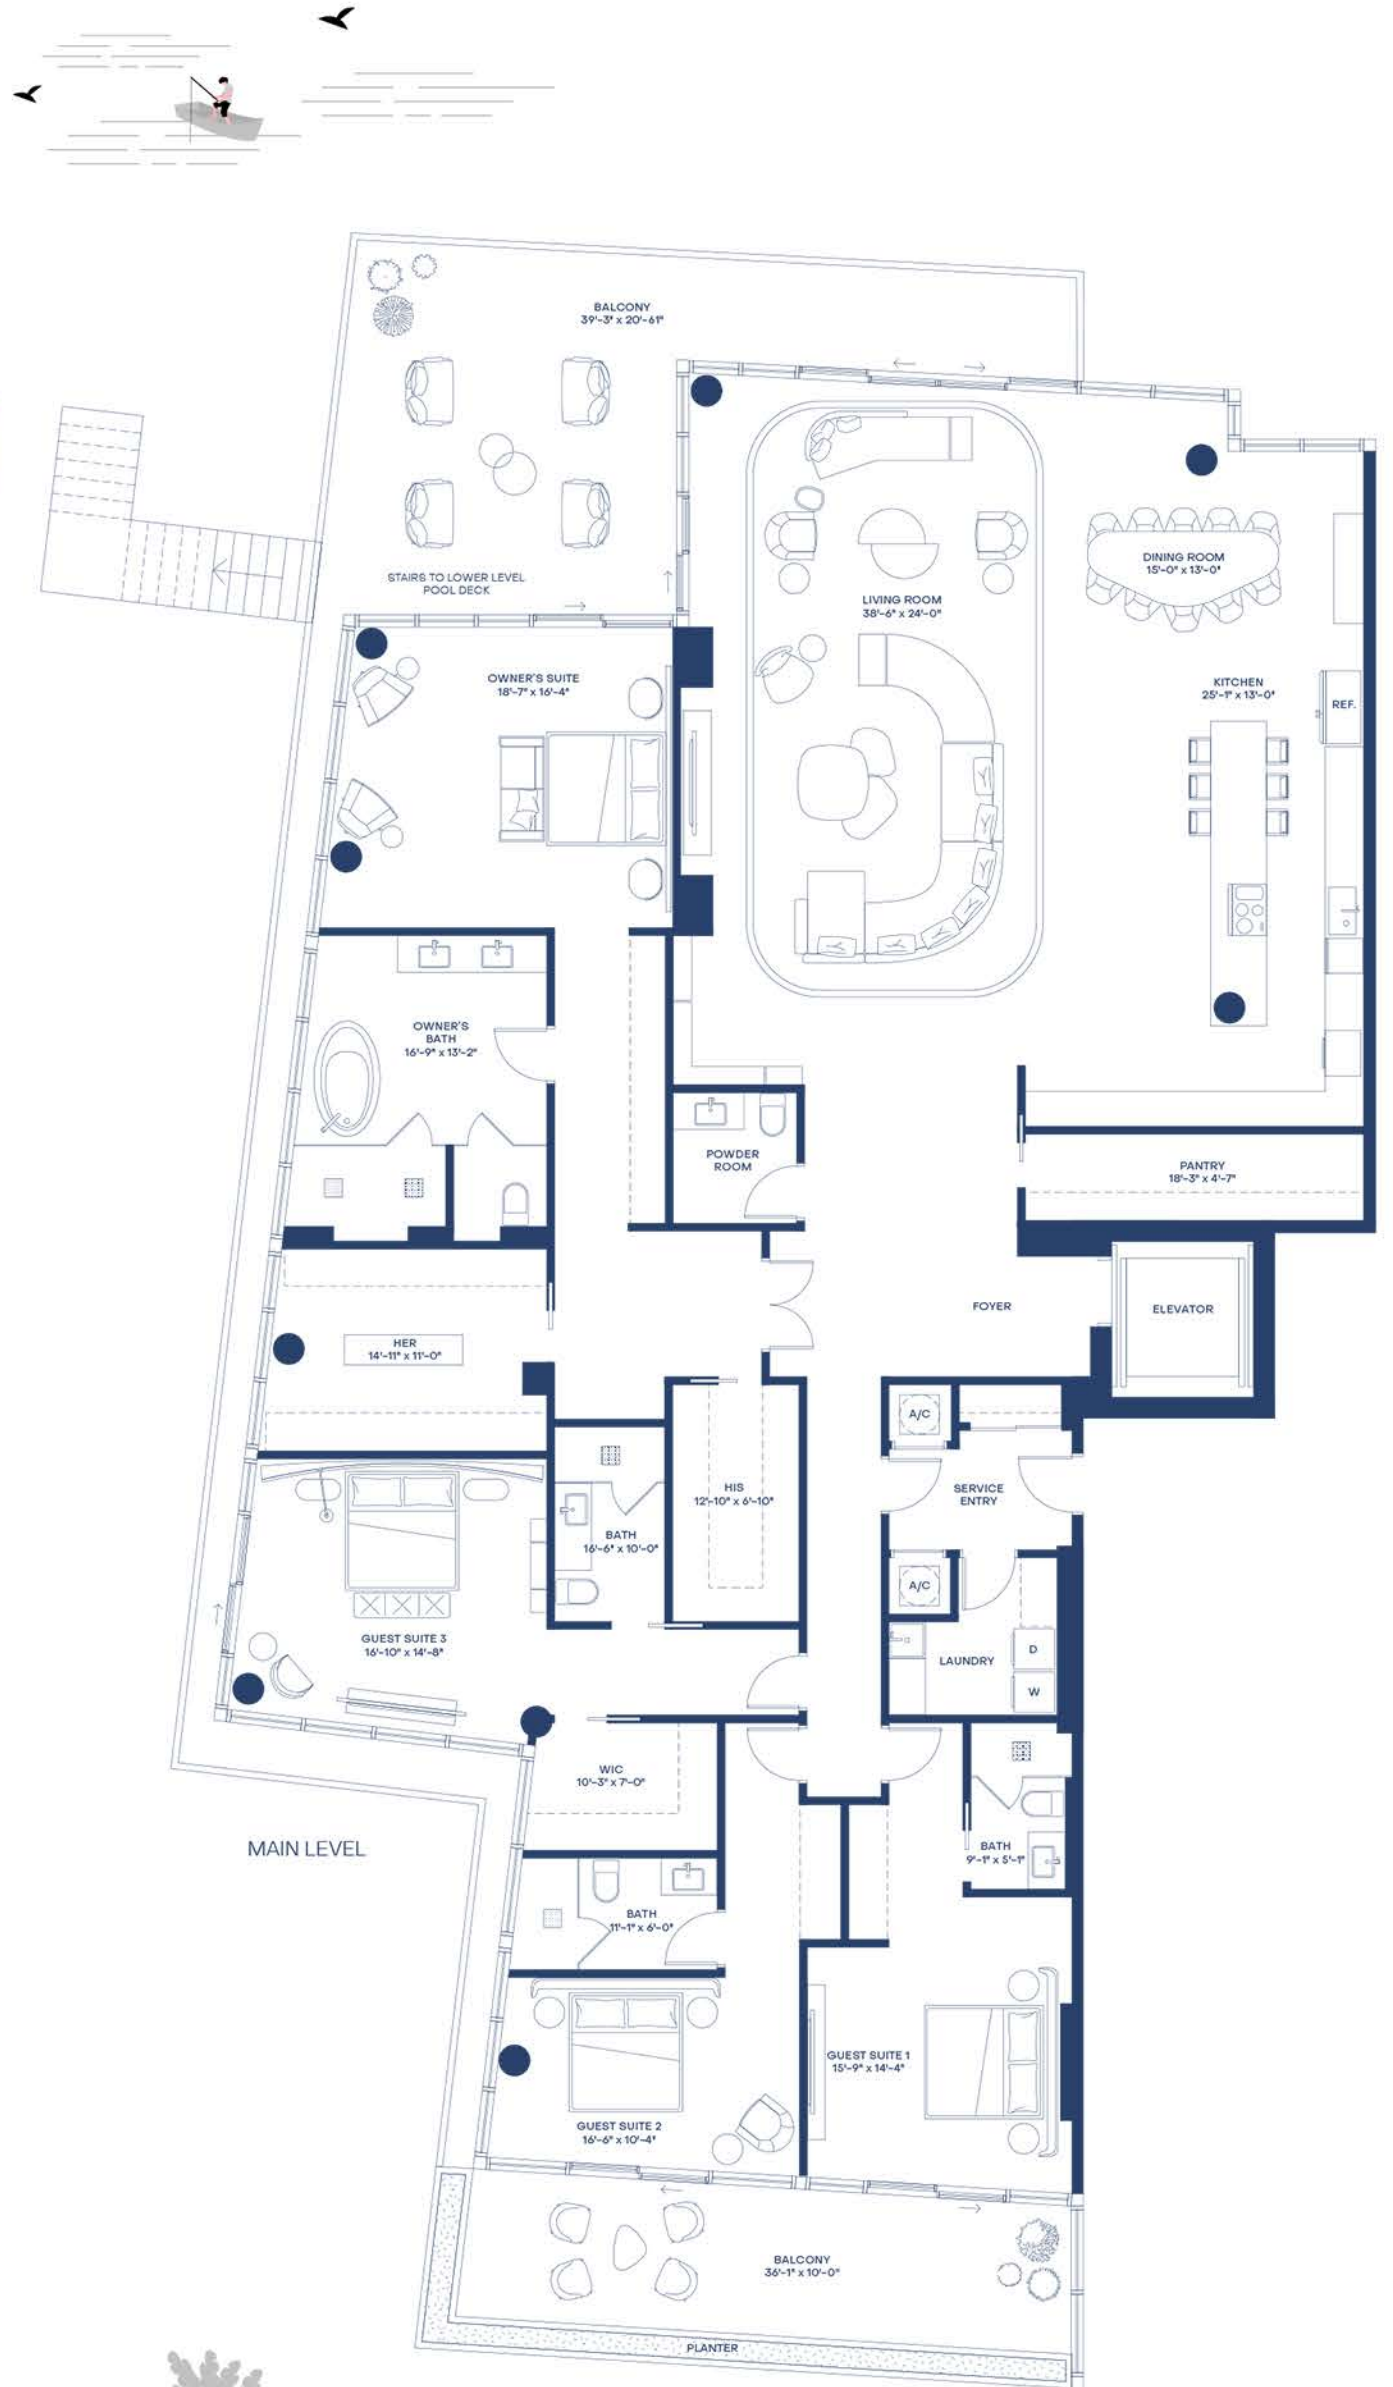 BALCONY
39'-3" x 20'-61"
STAIRS TO LOWER LEVEL
POOL DECK
DINING ROOM
15'-0" x 13'-0"
LIVING ROOM
38'-6" x 24'-0"
OWNER'S SUITE
18'-7" x 16'-4"
KITCHEN
25'-1" x 13'-0"
REF.
OWNER'S
BATH
16'-9" x 13'-2"
POWDER
ROOM
PANTRY
18'-3" x 4'-7"
FOYER
ELEVATOR
HER
14'-11" x 11'-0"
A/C
HIS
12'-10" x 6'-10"
SERVICE
ENTRY
BATH
16'-6" x 10'-0"
A/C
GUEST SUITE 3
16'-10" x 14'-8"
LAUNDRY
D
W
WIC
10'-3" x 7'-0"
MAIN LEVEL
BATH
9'-1" x 5'-1"
BATH
11'-1" x 6'-0"
GUEST SUITE 1
15'-9" x 14'-4"
GUEST SUITE 2
16'-6" x 10'-4"
BALCONY
36'-1" x 10'-0"
PLANTER